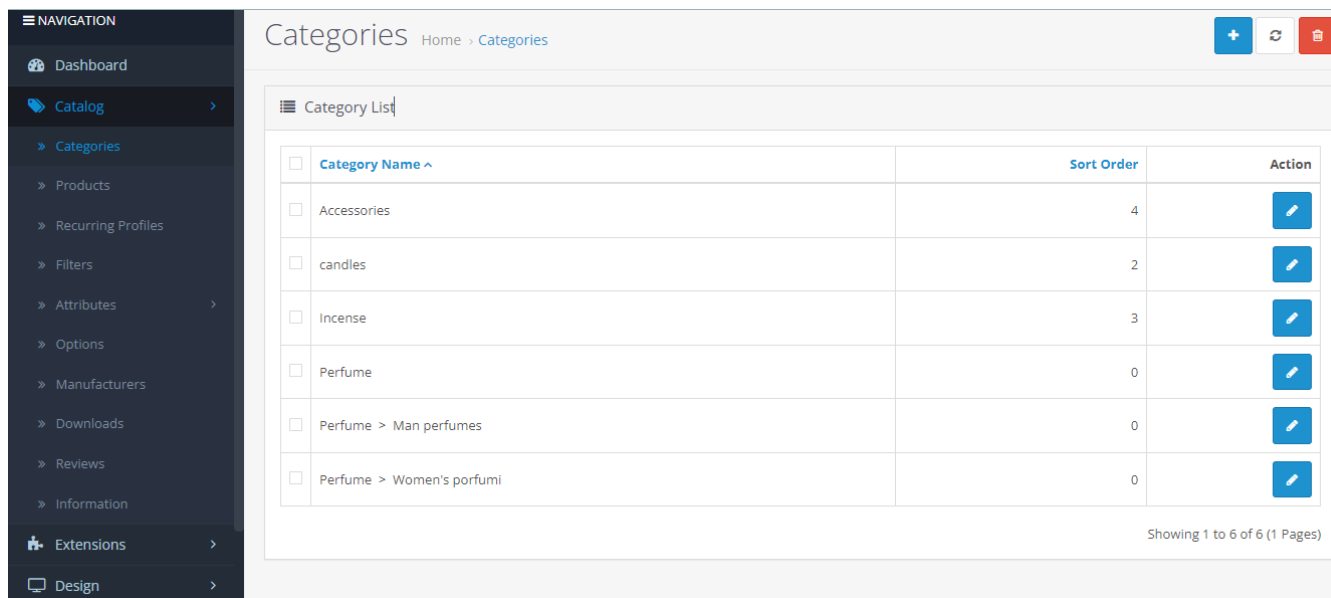 NAVIGATION
Dashboard
Catalog
Categories
Products
Recurring Profiles
Filters
Attributes
Options
Manufacturers
Downloads
Reviews
Information
Extensions
Design
Categories Home › Categories
Category List
Category Name Sort Order Action
Accessories 4
candles 2
Incense 3
Perfume 0
Perfume > Man perfumes 0
Perfume > Women's porfumi 0
Showing 1 to 6 of 6 (1 Pages)